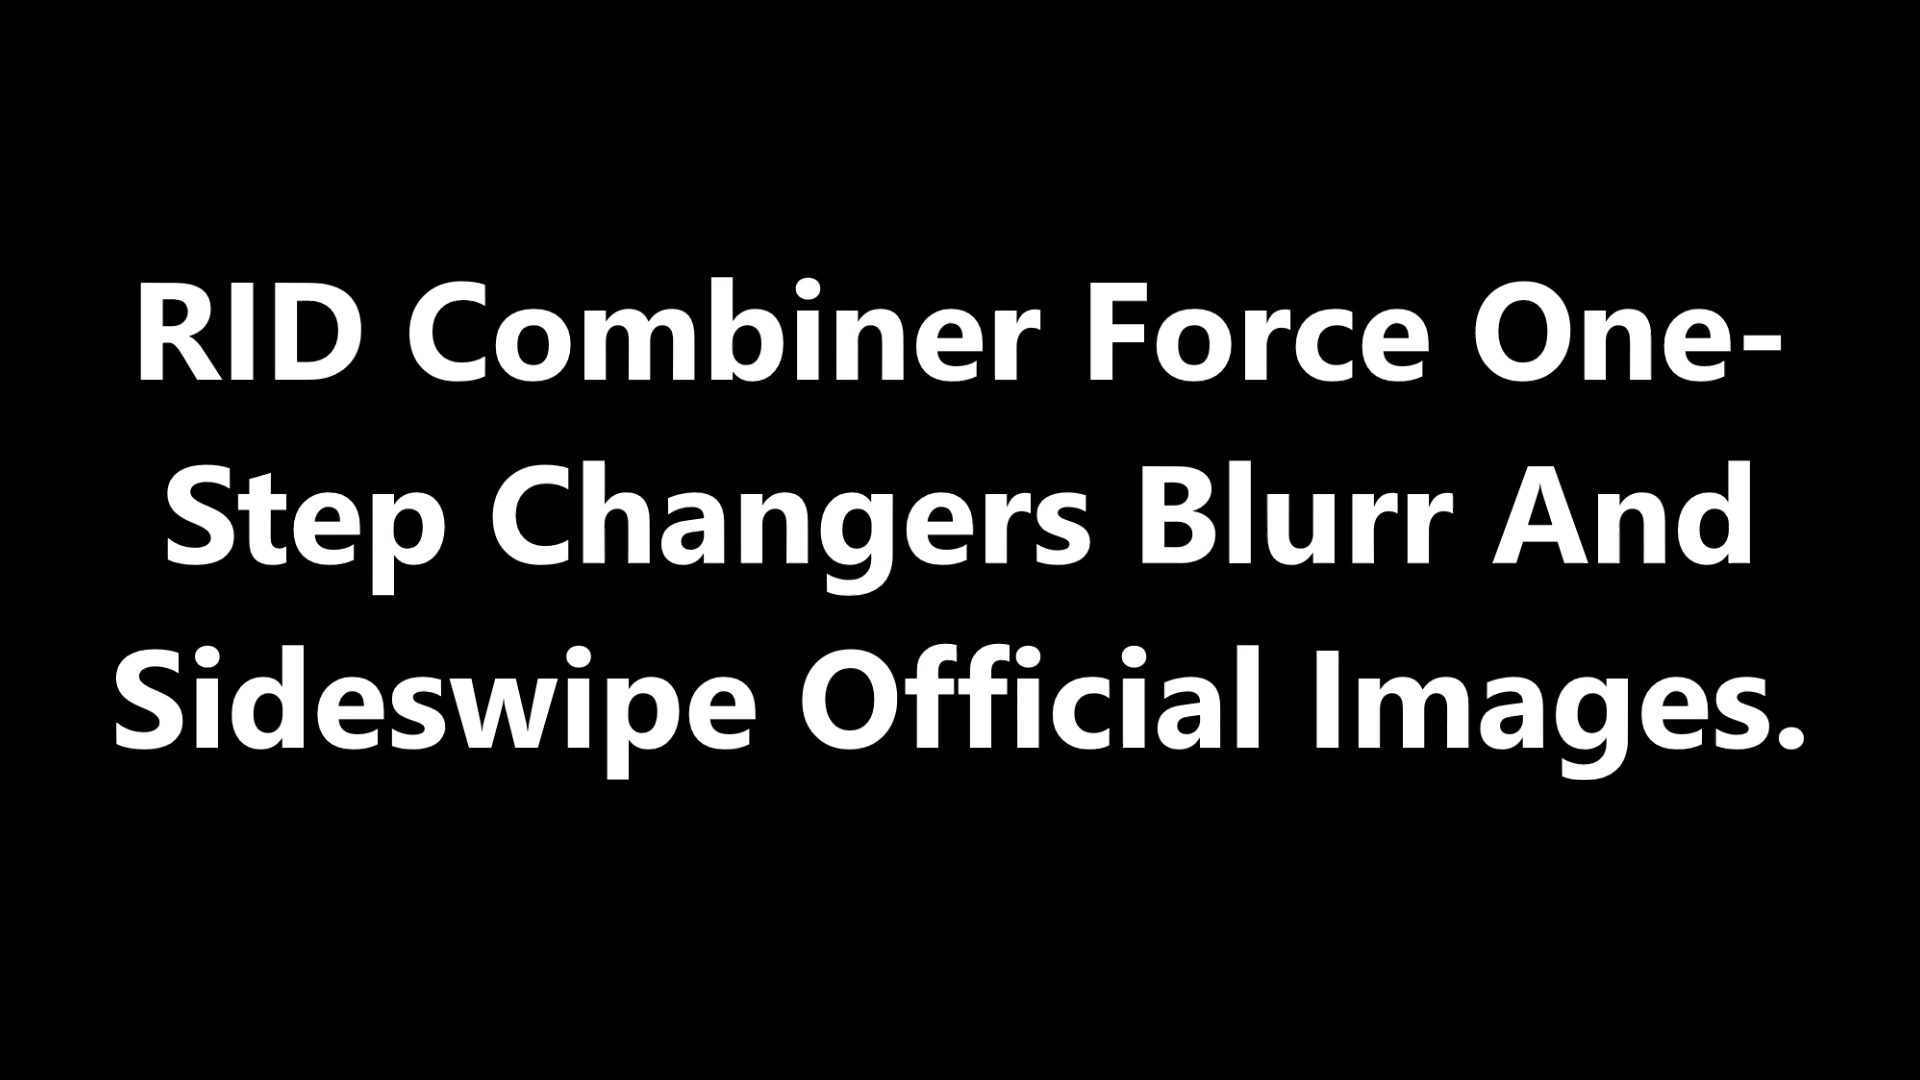 RID Combiner Force One-
Step Changers Blurr And
Sideswipe Official Images.